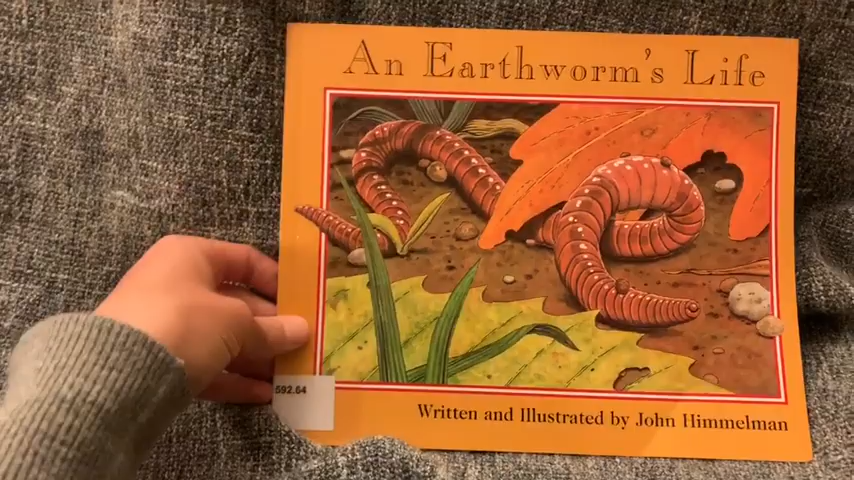 An Earthworm's Life
592.64
Written and Illustrated by John Himmelman